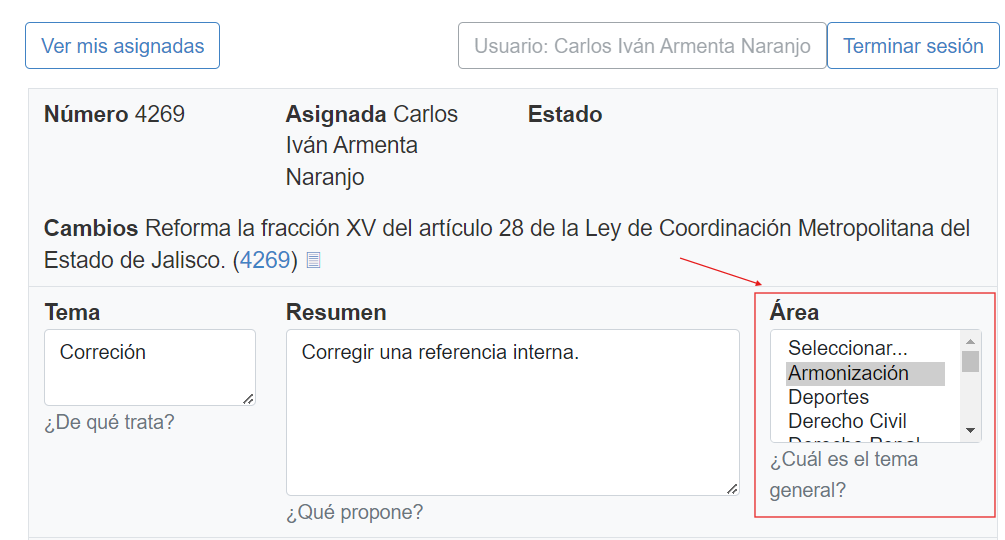 Ver mis asignadas
Usuario: Carlos Iván Armenta Naranjo
Terminar sesión
Número 4269
Asignada Carlos
Iván Armenta
Naranjo
Estado
Cambios Reforma la fracción XV del artículo 28 de la Ley de Coordinación Metropolitana del
Estado de Jalisco. (4269)
Tema
Correción
¿De qué trata?
Resumen
Corregir una referencia interna.
¿Qué propone?
Área
Seleccionar...
Armonización
Deportes
Derecho Civil
Derecho Penal
¿Cuál es el tema
general?